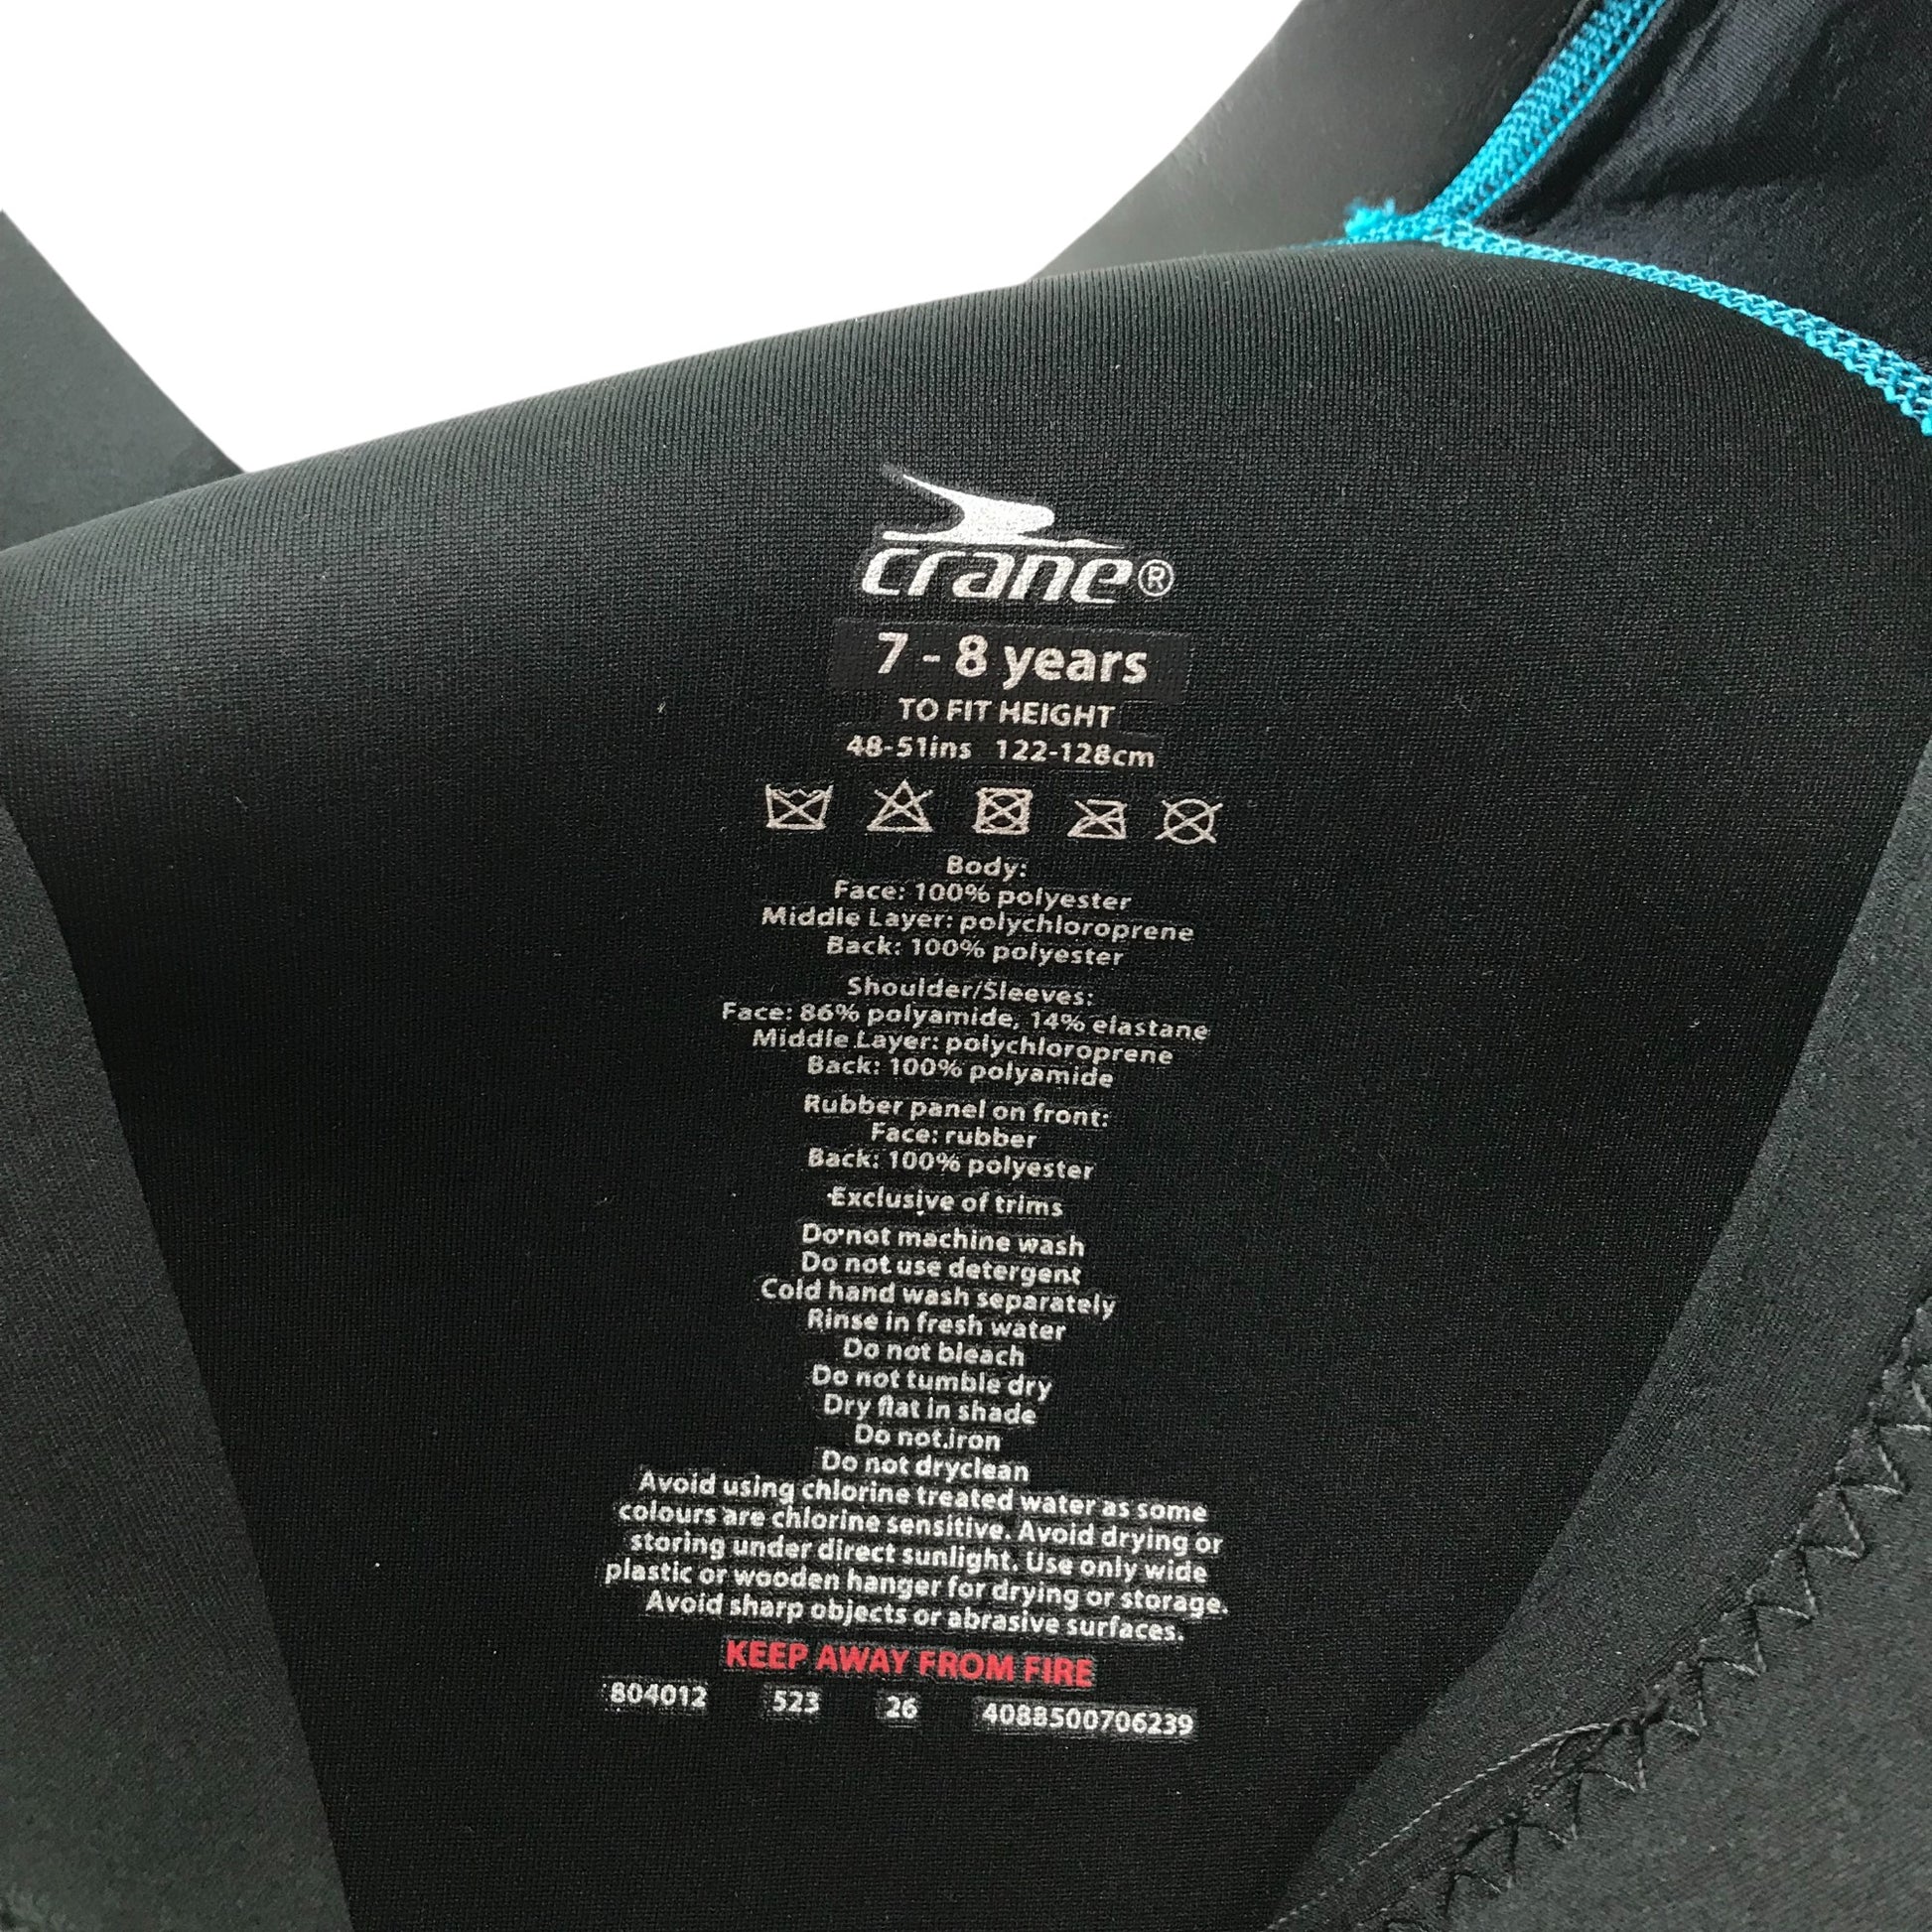 crane®
7 - 8 years
TO FIT HEIGHT
48-51ins 122-128cm
Body:
Face: 100% polyester
Middle Layer: polychloroprene
Back: 100% polyester
Shoulder/Sleeves:
Face: 86% polyamide, 14% elastane
Middle Layer: polychloroprene
Back: 100% polyamide
Rubber panel on front:
Face: rubber
Back: 100% polyester
Exclusive of trims
Do not machine wash
Do not use detergent
Cold hand wash separately
Rinse in fresh water
Do not bleach
Do not tumble dry
Dry flat in shade
Do not iron
Do not dryclean
Avoid using chlorine treated water as some
colours are chlorine sensitive. Avoid drying or
storing under direct sunlight. Use only wide
plastic or wooden hanger for drying or storage.
Avoid sharp objects or abrasive surfaces.
KEEP AWAY FROM FIRE
804012 523 26 4088500706239